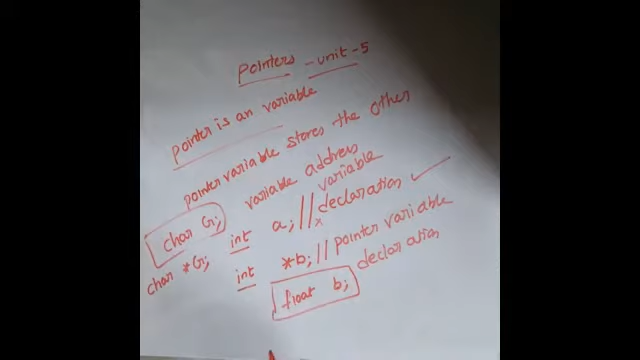 Pointers - unit - 5
pointer is an variable
pointer variable stores the other
variable address
char G;
int a; // variable declaration
char *G;
int *b; // pointer variable declaration
float b;